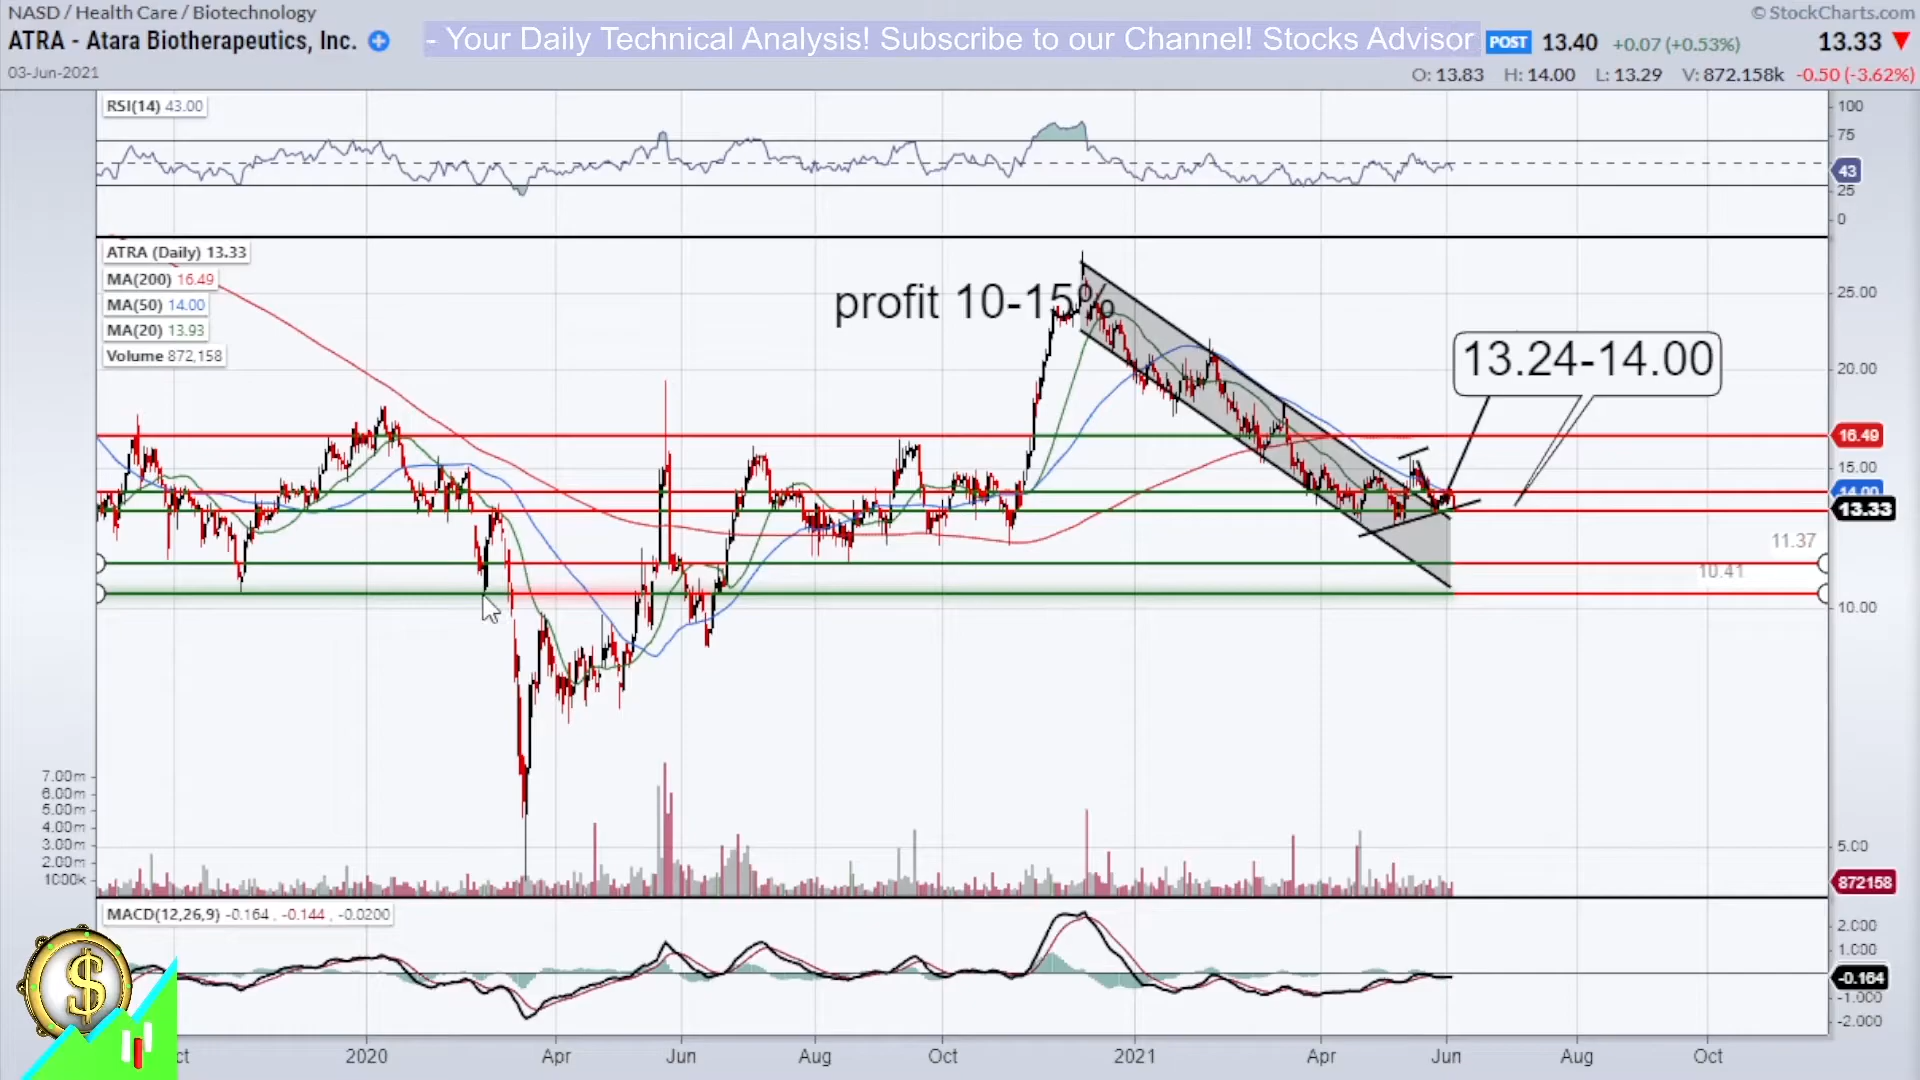 NASD / Health Care / Biotechnology
© StockCharts.com
ATRA - Atara Biotherapeutics, Inc.
- Your Daily Technical Analysis! Subscribe to our Channel! Stocks Advisor
POST 13.40 +0.07 (+0.53%)
13.33
03-Jun-2021
O: 13.83 H: 14.00 L: 13.29 V: 872.158k -0.50 (-3.62%)
RSI(14) 43.00
100
75
43
25
0
ATRA (Daily) 13.33
MA(200) 16.49
MA(50) 14.00
MA(20) 13.93
Volume 872,158
profit 10-15%
13.24-14.00
25.00
20.00
16.49
15.00
14.00
13.33
11.37
10.41
10.00
5.00
872158
7.00m
6.00m
5.00m
4.00m
3.00m
2.00m
1000k
MACD(12,26,9) -0.164 , -0.144 , -0.0200
2.000
1.000
-0.164
-1.000
-2.000
$
ct 2020 Apr Jun Aug Oct 2021 Apr Jun Aug Oct